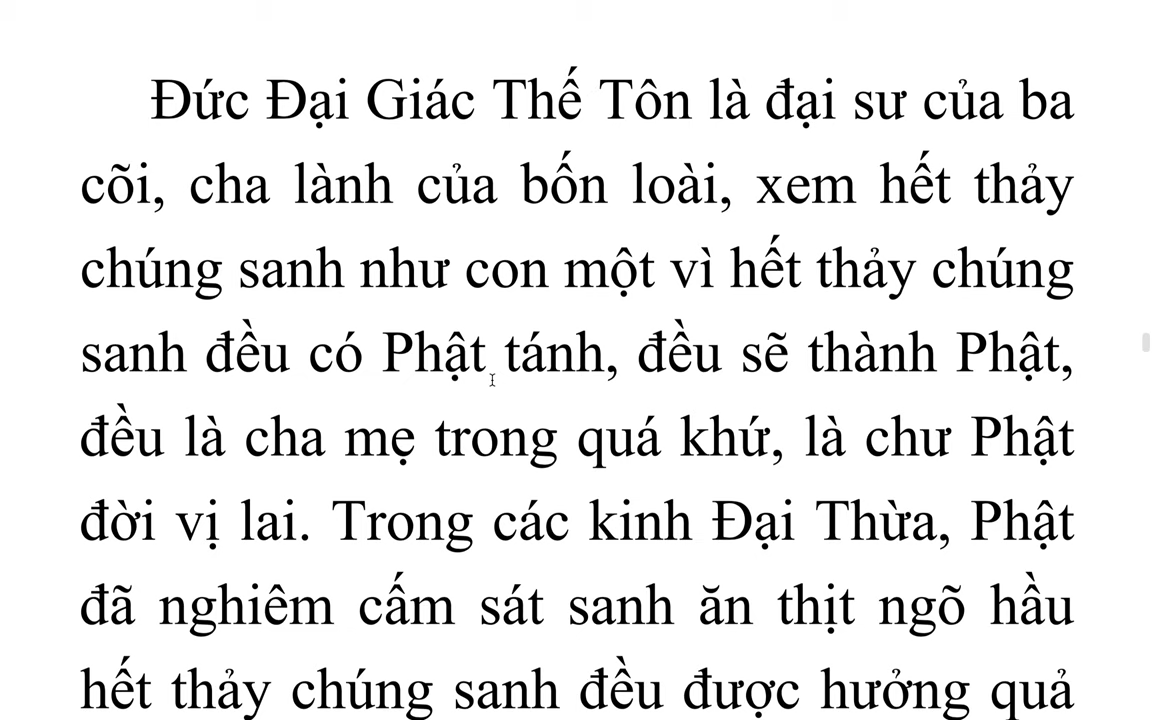 Đức Đại Giác Thế Tôn là đại sư của ba
cõi, cha lành của bốn loài, xem hết thảy
chúng sanh như con một vì hết thảy chúng
sanh đều có Phật tánh, đều sẽ thành Phật,
đều là cha mẹ trong quá khứ, là chư Phật
đời vị lai. Trong các kinh Đại Thừa, Phật
đã nghiêm cấm sát sanh ăn thịt ngõ hầu
hết thảy chúng sanh đều được hưởng quả